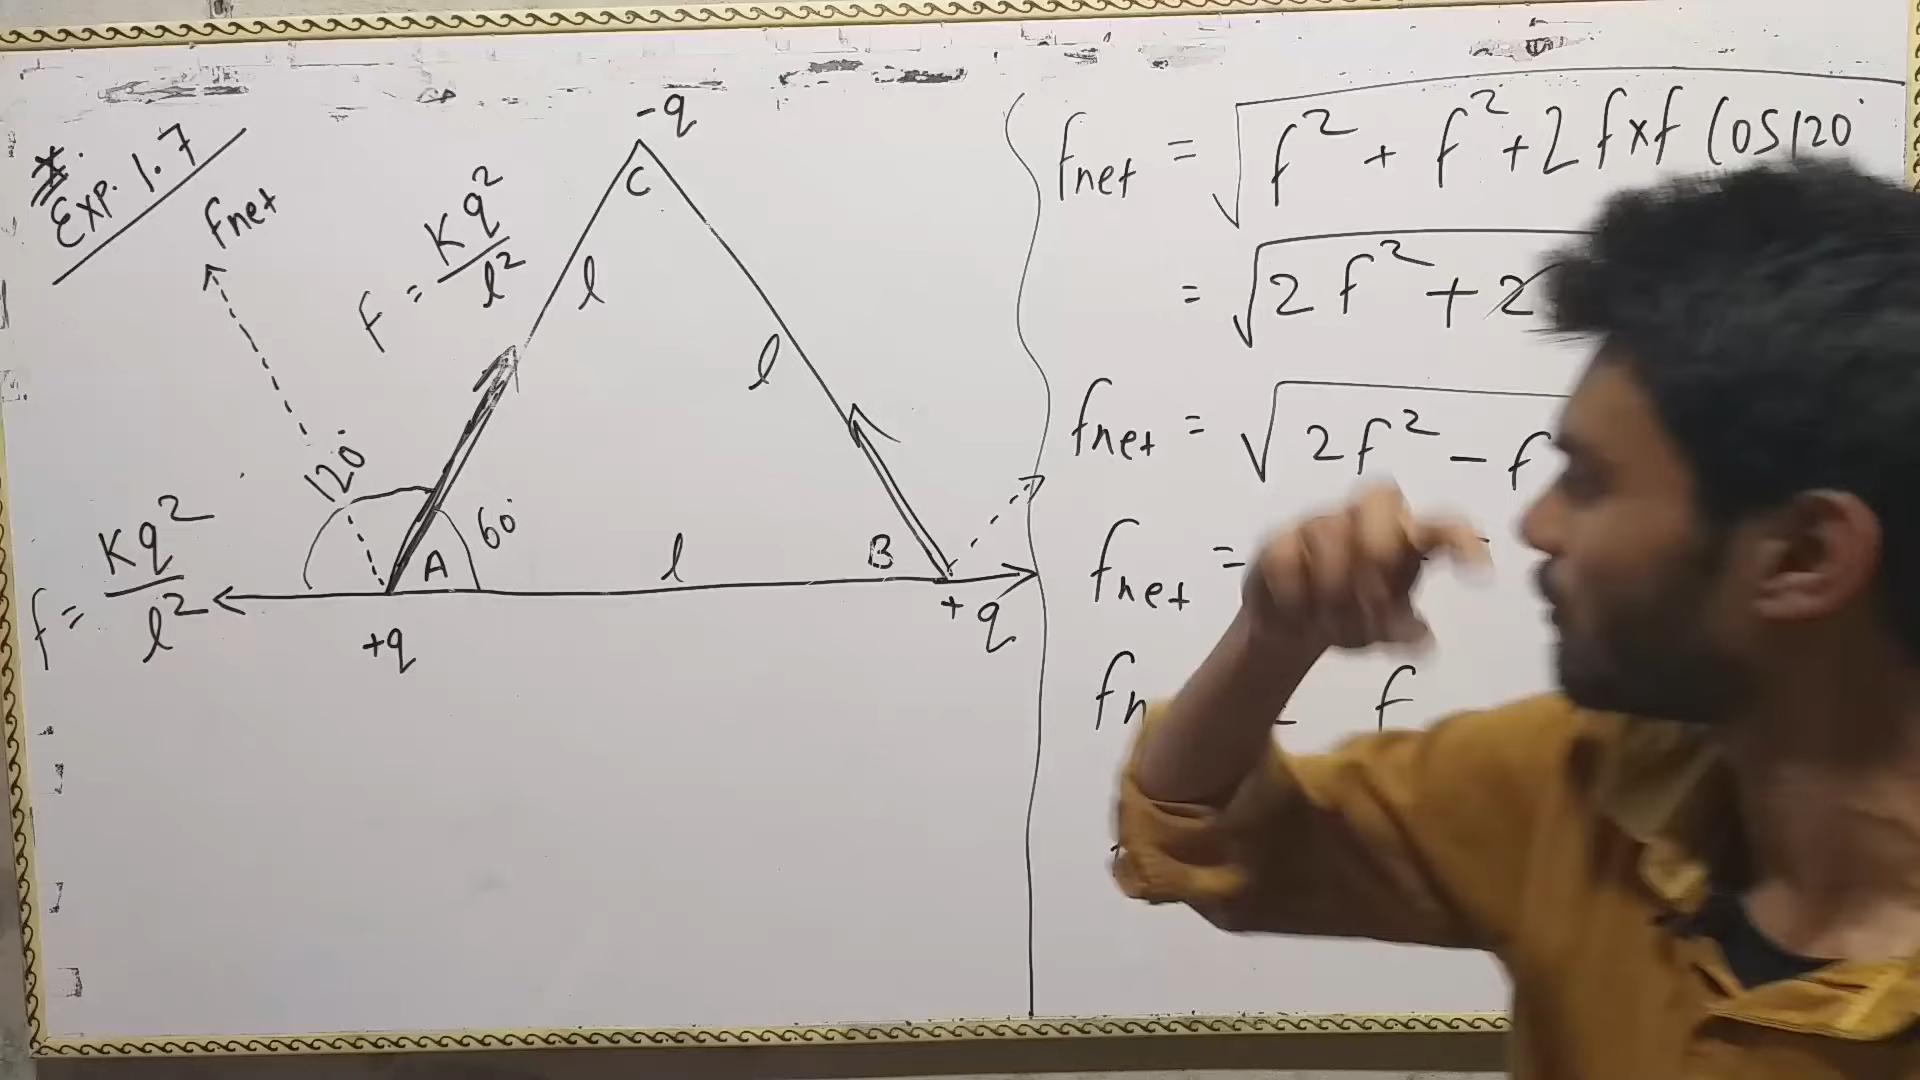 Exp. 1.7
Fnet
F = Kq²/l²
-q
C
l
l
120°
60°
A
B
l
f = Kq²/l²
+q
+q
fnet = √f² + f² + 2 f×f Cos120°
= √2f² + 2
fnet = √2f² - f
fnet =
f